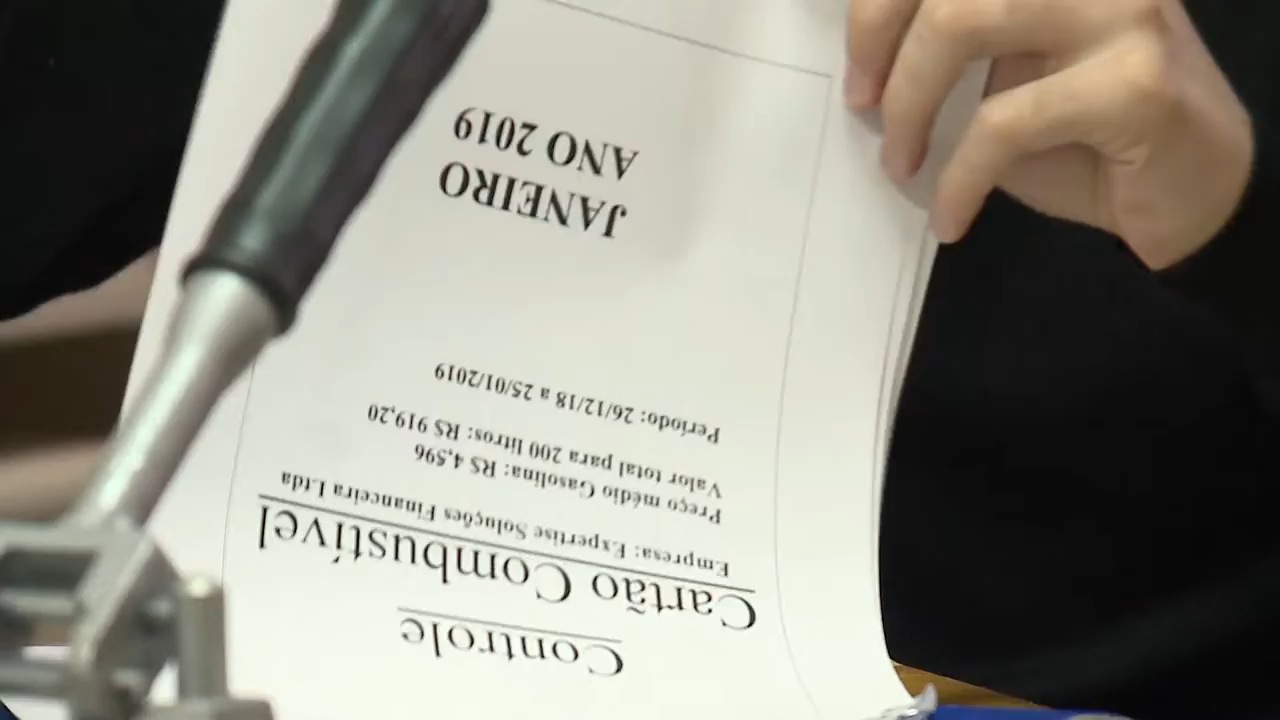 Controle
Cartão Combustível
Empresa: Expertise Soluções Financeira Ltda
Preço médio Gasolina: R$ 4,596
Valor total para 200 litros: R$ 919,20
Período: 26/12/18 a 25/01/2019
JANEIRO
ANO 2019